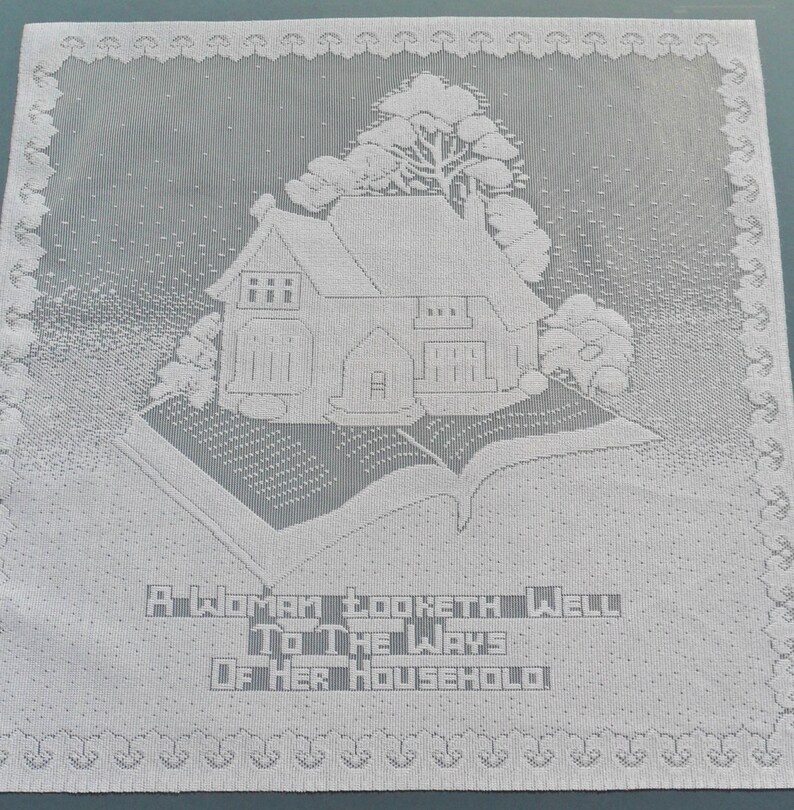 A Woman Looketh Well
To The Ways
Of Her Household